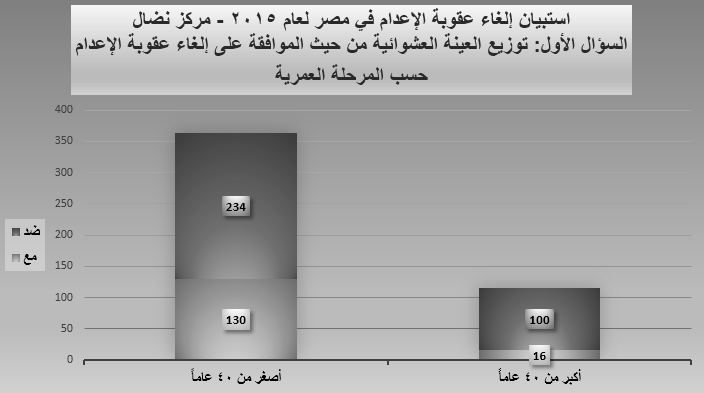 استبيان إلغاء عقوبة الإعدام في مصر لعام ٢٠١٥ - مركز نضال
السؤال الأول: توزيع العينة العشوائية من حيث الموافقة على إلغاء عقوبة الإعدام
حسب المرحلة العمرية
400
350
300
250
200
150
100
50
0
ضد
مع
234
130
100
16
أصغر من ٤٠ عاماً
أكبر من ٤٠ عاماً